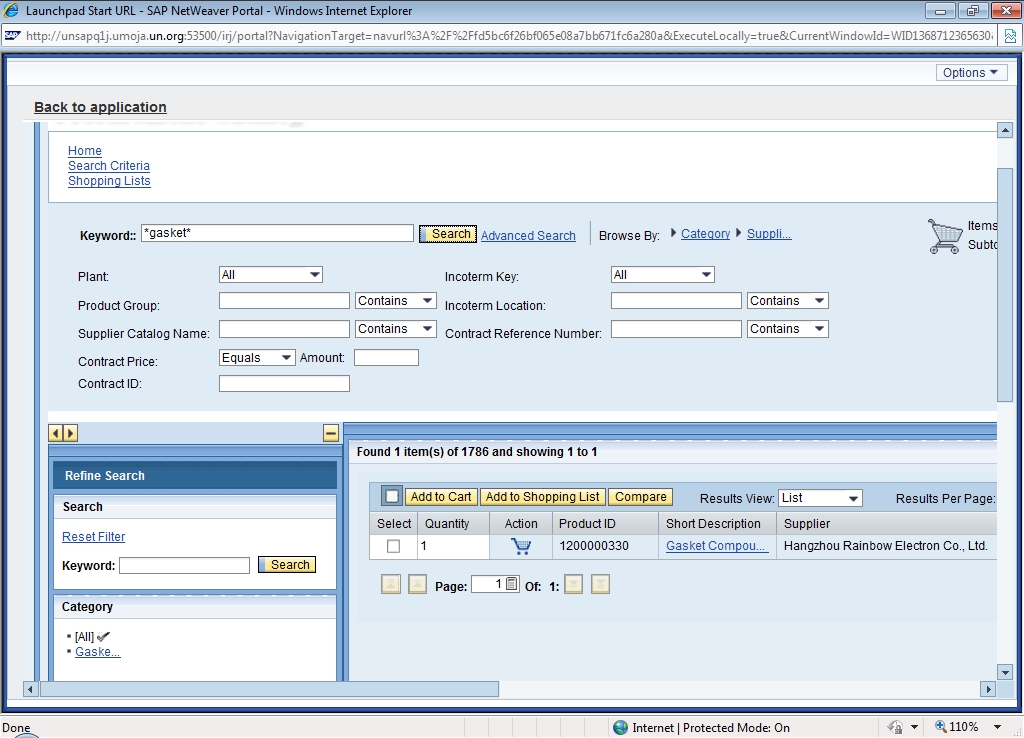 Launchpad Start URL - SAP NetWeaver Portal - Windows Internet Explorer
http://unsapq1j.umoja.un.org:53500/irj/portal?NavigationTarget=navurl%3A%2F%2Ffd5bc6f26bf065e08a7bb671fc6a280a&ExecuteLocally=true&CurrentWindowId=WID1368712365630
Options
Back to application
Home
Search Criteria
Shopping Lists
Keyword:: *gasket* Search Advanced Search Browse By: Category Suppli...
Items
Subto
Plant: All Incoterm Key: All
Product Group: Contains Incoterm Location: Contains
Supplier Catalog Name: Contains Contract Reference Number: Contains
Contract Price: Equals Amount:
Contract ID:
Found 1 item(s) of 1786 and showing 1 to 1
Refine Search
Search
Reset Filter
Keyword: Search
Category
[All]
Gaske...
Add to Cart Add to Shopping List Compare Results View: List Results Per Page:
Select Quantity Action Product ID Short Description Supplier
1 1200000330 Gasket Compou... Hangzhou Rainbow Electron Co., Ltd.
Page: 1 Of: 1:
Done Internet | Protected Mode: On 110%